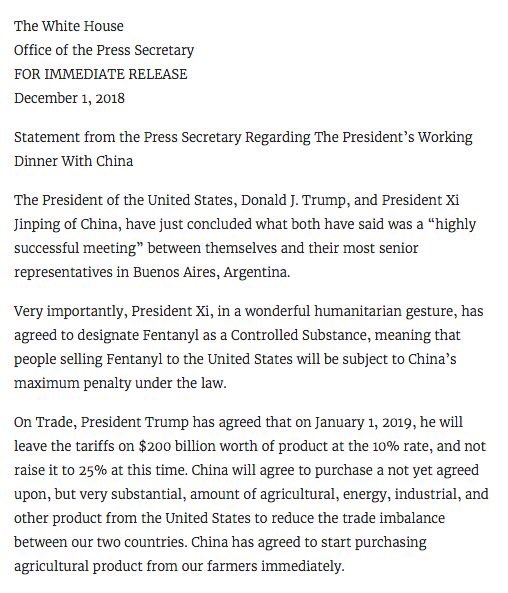 The White House
Office of the Press Secretary
FOR IMMEDIATE RELEASE
December 1, 2018
Statement from the Press Secretary Regarding The President’s Working
Dinner With China
The President of the United States, Donald J. Trump, and President Xi
Jinping of China, have just concluded what both have said was a “highly
successful meeting” between themselves and their most senior
representatives in Buenos Aires, Argentina.
Very importantly, President Xi, in a wonderful humanitarian gesture, has
agreed to designate Fentanyl as a Controlled Substance, meaning that
people selling Fentanyl to the United States will be subject to China’s
maximum penalty under the law.
On Trade, President Trump has agreed that on January 1, 2019, he will
leave the tariffs on $200 billion worth of product at the 10% rate, and not
raise it to 25% at this time. China will agree to purchase a not yet agreed
upon, but very substantial, amount of agricultural, energy, industrial, and
other product from the United States to reduce the trade imbalance
between our two countries. China has agreed to start purchasing
agricultural product from our farmers immediately.